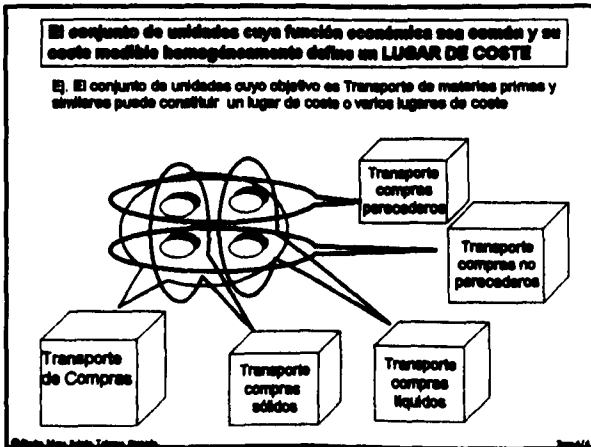 El conjunto de unidades cuya función económica sea común y su
coste medible homogéneamente define un LUGAR DE COSTE
Ej. El conjunto de unidades cuyo objetivo es Transporte de materias primas y
similares puede constituir un lugar de coste o varios lugares de coste
Transporte
compras
perecederos
Transporte
compras no
perecederos
Transporte
de Compras
Transporte
compras
sólidos
Transporte
compras
líquidos